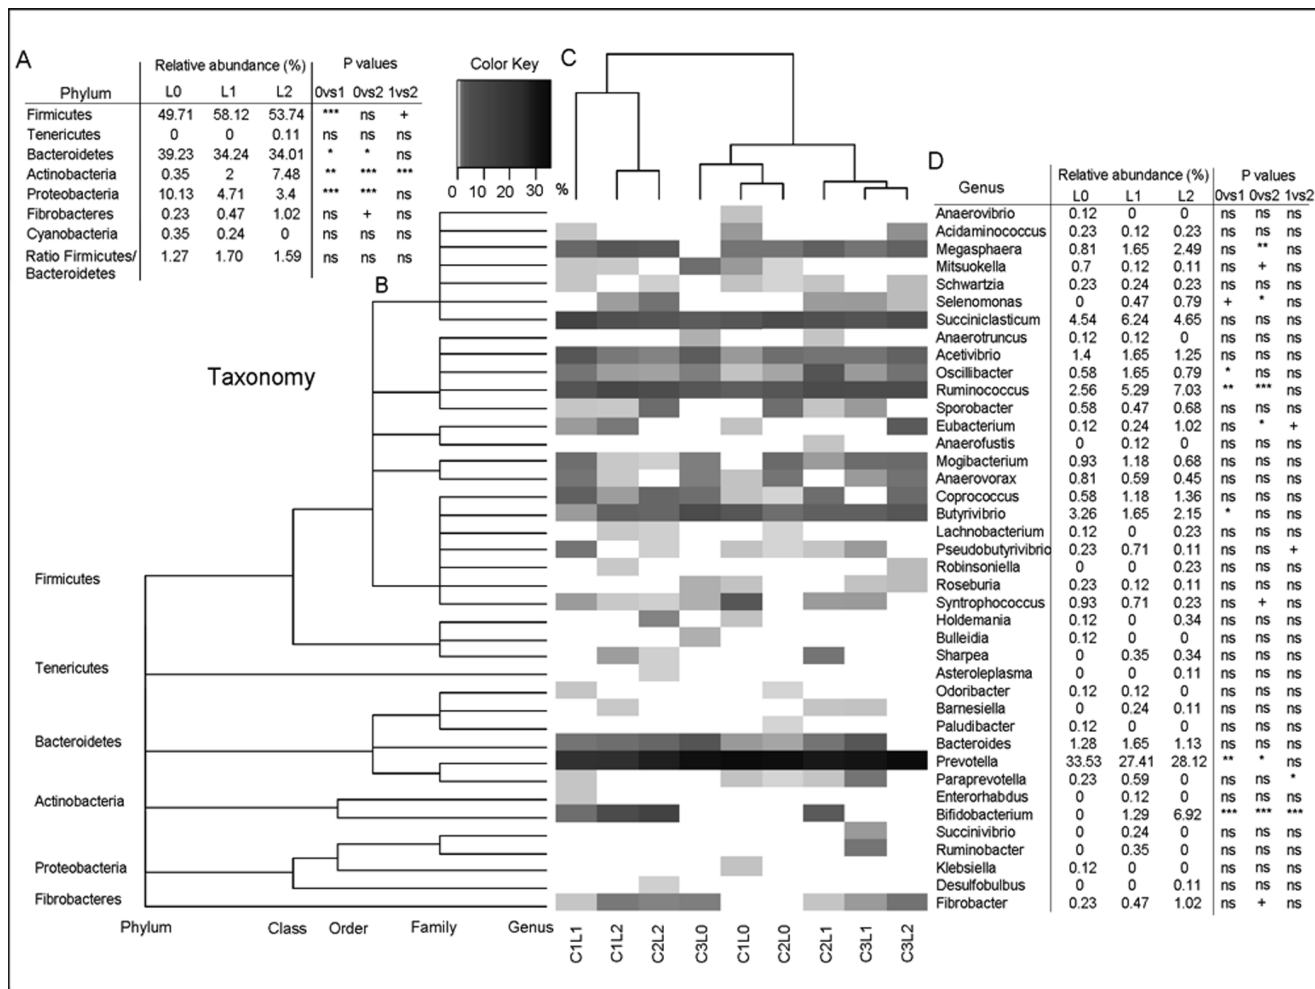 A
Relative abundance (%) P values
Phylum L0 L1 L2 0vs1 0vs2 1vs2
Firmicutes 49.71 58.12 53.74 *** ns +
Tenericutes 0 0 0.11 ns ns ns
Bacteroidetes 39.23 34.24 34.01 * * ns
Actinobacteria 0.35 2 7.48 ** *** ***
Proteobacteria 10.13 4.71 3.4 *** *** ns
Fibrobacteres 0.23 0.47 1.02 ns + ns
Cyanobacteria 0.35 0.24 0 ns ns ns
Ratio Firmicutes/ 1.27 1.70 1.59 ns ns ns
Bacteroidetes
Color Key
0 10 20 30 %
B
Taxonomy
Firmicutes
Tenericutes
Bacteroidetes
Actinobacteria
Proteobacteria
Fibrobacteres
Phylum Class Order Family Genus
C
C1L1 C1L2 C2L2 C3L0 C1L0 C2L0 C2L1 C3L1 C3L2
D
Relative abundance (%) P values
Genus L0 L1 L2 0vs1 0vs2 1vs2
Anaerovibrio 0.12 0 0 ns ns ns
Acidaminococcus 0.23 0.12 0.23 ns ns ns
Megasphaera 0.81 1.65 2.49 ns ** ns
Mitsuokella 0.7 0.12 0.11 ns + ns
Schwartzia 0.23 0.24 0.23 ns ns ns
Selenomonas 0 0.47 0.79 + * ns
Succiniclasticum 4.54 6.24 4.65 ns ns ns
Anaerotruncus 0.12 0.12 0 ns ns ns
Acetivibrio 1.4 1.65 1.25 ns ns ns
Oscillibacter 0.58 1.65 0.79 * ns ns
Ruminococcus 2.56 5.29 7.03 ** *** ns
Sporobacter 0.58 0.47 0.68 ns ns ns
Eubacterium 0.12 0.24 1.02 ns * +
Anaerofustis 0 0.12 0 ns ns ns
Mogibacterium 0.93 1.18 0.68 ns ns ns
Anaerovorax 0.81 0.59 0.45 ns ns ns
Coprococcus 0.58 1.18 1.36 ns ns ns
Butyrivibrio 3.26 1.65 2.15 * ns ns
Lachnobacterium 0.12 0 0.23 ns ns ns
Pseudobutyrivibrio 0.23 0.71 0.11 ns ns +
Robinsoniella 0 0 0.23 ns ns ns
Roseburia 0.23 0.12 0.11 ns ns ns
Syntrophococcus 0.93 0.71 0.23 ns + ns
Holdemania 0.12 0 0.34 ns ns ns
Bulleidia 0.12 0 0 ns ns ns
Sharpea 0 0.35 0.34 ns ns ns
Asteroleplasma 0 0 0.11 ns ns ns
Odoribacter 0.12 0.12 0 ns ns ns
Barnesiella 0 0.24 0.11 ns ns ns
Paludibacter 0.12 0 0 ns ns ns
Bacteroides 1.28 1.65 1.13 ns ns ns
Prevotella 33.53 27.41 28.12 ** * ns
Paraprevotella 0.23 0.59 0 ns ns *
Enterorhabdus 0 0.12 0 ns ns ns
Bifidobacterium 0 1.29 6.92 *** *** ***
Succinivibrio 0 0.24 0 ns ns ns
Ruminobacter 0 0.35 0 ns ns ns
Klebsiella 0.12 0 0 ns ns ns
Desulfobulbus 0 0 0.11 ns ns ns
Fibrobacter 0.23 0.47 1.02 ns + ns